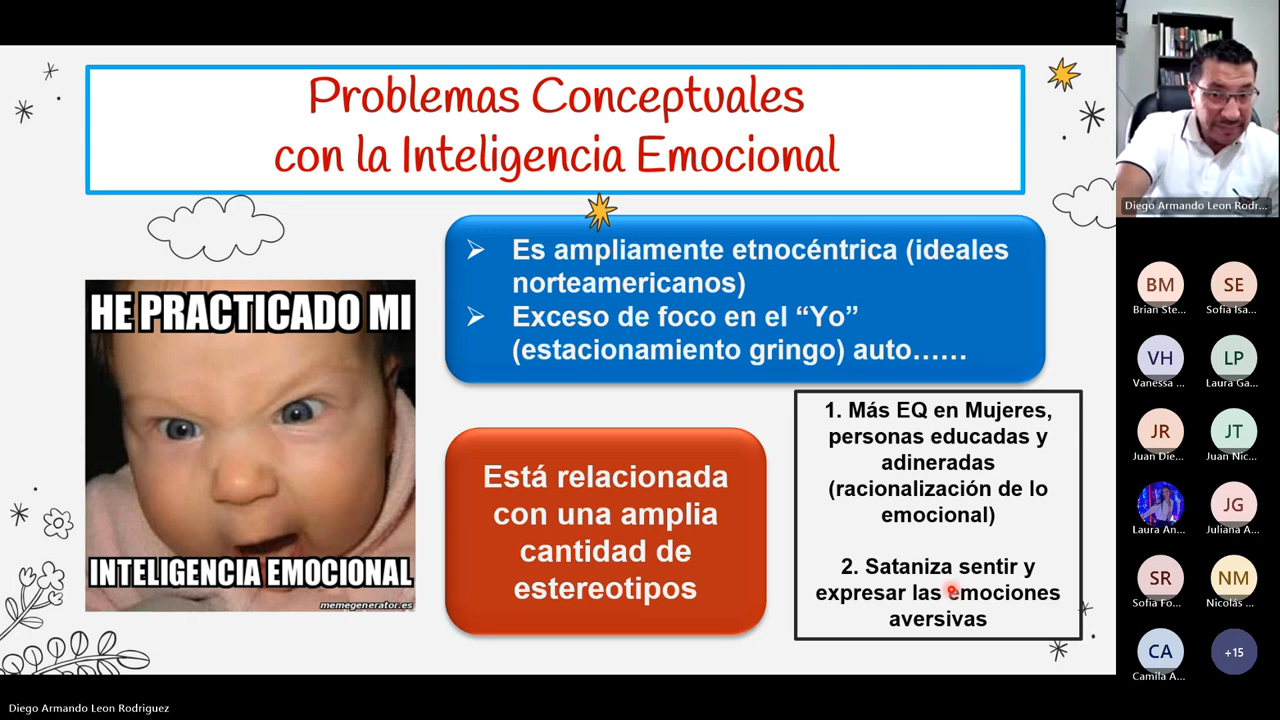 Problemas Conceptuales
con la Inteligencia Emocional
HE PRACTICADO MI
INTELIGENCIA EMOCIONAL
memegenerator.es
➢ Es ampliamente etnocéntrica (ideales
norteamericanos)
➢ Exceso de foco en el “Yo”
(estacionamiento gringo) auto……
Está relacionada
con una amplia
cantidad de
estereotipos
1. Más EQ en Mujeres,
personas educadas y
adineradas
(racionalización de lo
emocional)
2. Sataniza sentir y
expresar las emociones
aversivas
Diego Armando Leon Rodr...
BM
Brian Ste...
SE
Sofia Isa...
VH
Vanessa ...
LP
Laura Ga...
JR
Juan Die...
JT
Juan Nic...
Laura An...
JG
Juliana A...
SR
Sofia Fo...
NM
Nicolás ...
CA
Camila A...
+15
Diego Armando Leon Rodriguez